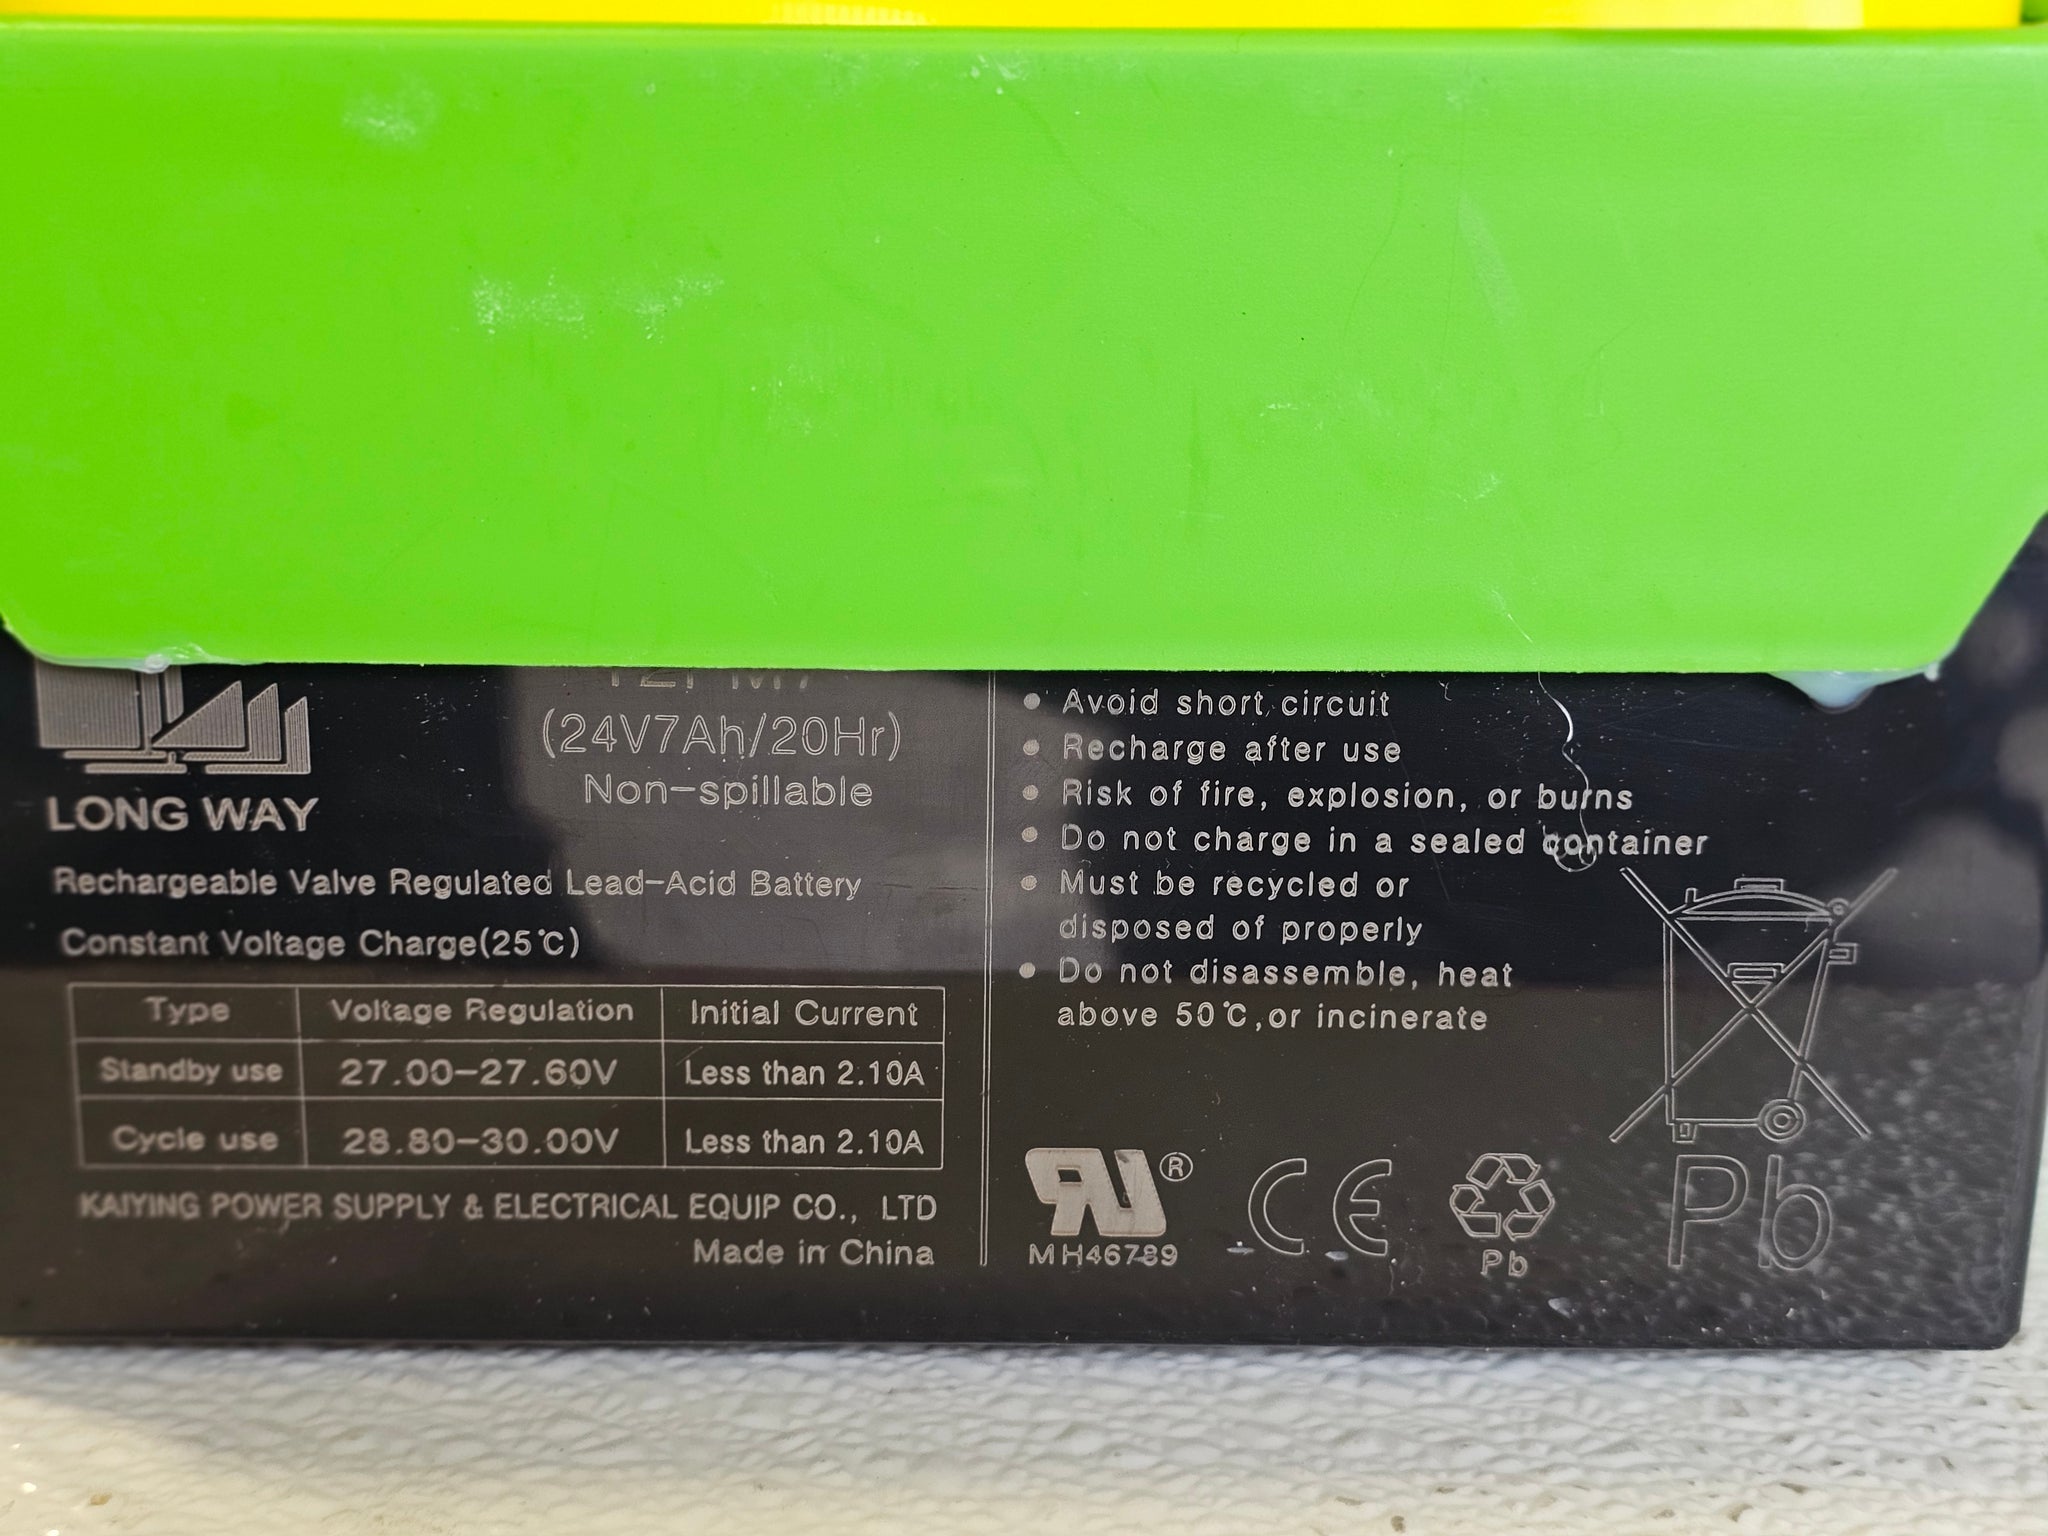 (24V7Ah/20Hr)
Non-spillable
LONG WAY
Rechargeable Valve Regulated Lead-Acid Battery
Constant Voltage Charge(25℃)
Type Voltage Regulation Initial Current
Standby use 27.00-27.60V Less than 2.10A
Cycle use 28.80-30.00V Less than 2.10A
KAIYING POWER SUPPLY & ELECTRICAL EQUIP CO., LTD
Made in China
• Avoid short circuit
• Recharge after use
• Risk of fire, explosion, or burns
• Do not charge in a sealed container
• Must be recycled or
disposed of properly
• Do not disassemble, heat
above 50℃,or incinerate
RU®
MH46789
CE
Pb
Pb